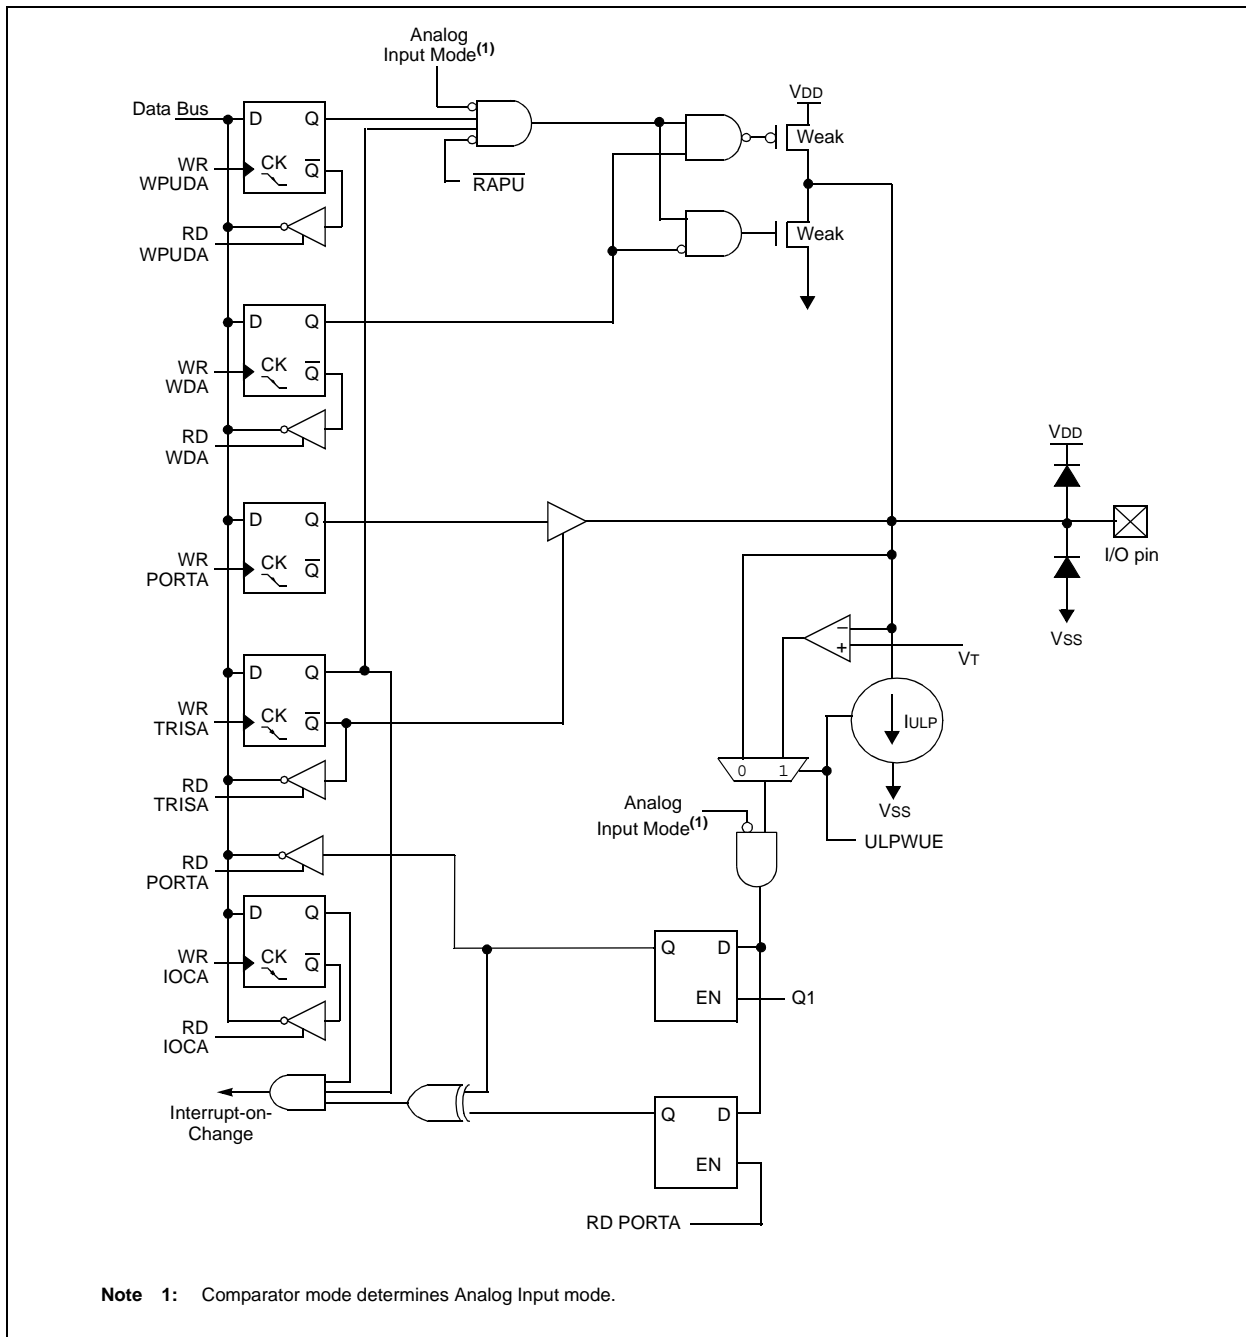 Analog
Input Mode(1)
Data Bus
D Q
CK Q
WR
WPUDA
RD
WPUDA
RAPU
VDD
Weak
Weak
D Q
CK Q
WR
WDA
RD
WDA
D Q
CK Q
WR
PORTA
VDD
I/O pin
VSS
D Q
CK Q
WR
TRISA
RD
TRISA
− 
+
VT
IULP
VSS
0 1
ULPWUE
Analog
Input Mode(1)
RD
PORTA
D Q
CK Q
WR
IOCA
RD
IOCA
Q D
EN
Q1
Interrupt-on-
Change
Q D
EN
RD PORTA
Note 1: Comparator mode determines Analog Input mode.